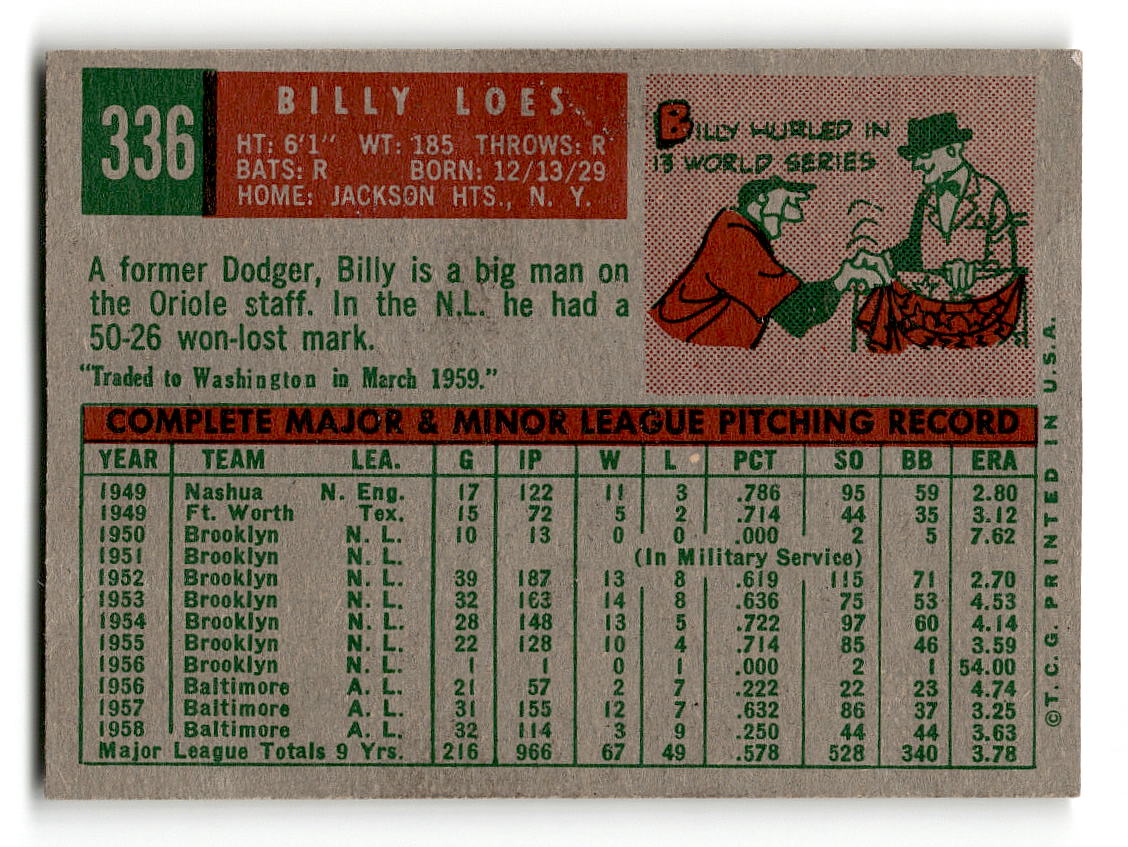 336
BILLY LOES
HT: 6'1" WT: 185 THROWS: R
BATS: R BORN: 12/13/29
HOME: JACKSON HTS., N. Y.
BILLY HURLED IN
13 WORLD SERIES
A former Dodger, Billy is a big man on
the Oriole staff. In the N.L. he had a
50-26 won-lost mark.
"Traded to Washington in March 1959."
COMPLETE MAJOR & MINOR LEAGUE PITCHING RECORD
YEAR TEAM LEA. G IP W L PCT SO BB ERA
1949 Nashua N. Eng. 17 122 11 3 .786 95 59 2.80
1949 Ft. Worth Tex. 15 72 5 2 .714 44 35 3.12
1950 Brooklyn N. L. 10 13 0 0 .000 2 5 7.62
1951 Brooklyn N. L. (In Military Service)
1952 Brooklyn N. L. 39 187 13 8 .619 115 71 2.70
1953 Brooklyn N. L. 32 163 14 8 .636 75 53 4.53
1954 Brooklyn N. L. 28 148 13 5 .722 97 60 4.14
1955 Brooklyn N. L. 22 128 10 4 .714 85 46 3.59
1956 Brooklyn N. L. 1 1 0 1 .000 2 1 54.00
1956 Baltimore A. L. 21 57 2 7 .222 22 23 4.74
1957 Baltimore A. L. 31 155 12 7 .632 86 37 3.25
1958 Baltimore A. L. 32 114 3 9 .250 44 44 3.63
Major League Totals 9 Yrs. 216 966 67 49 .578 528 340 3.78
©T.C.G. PRINTED IN U.S.A.